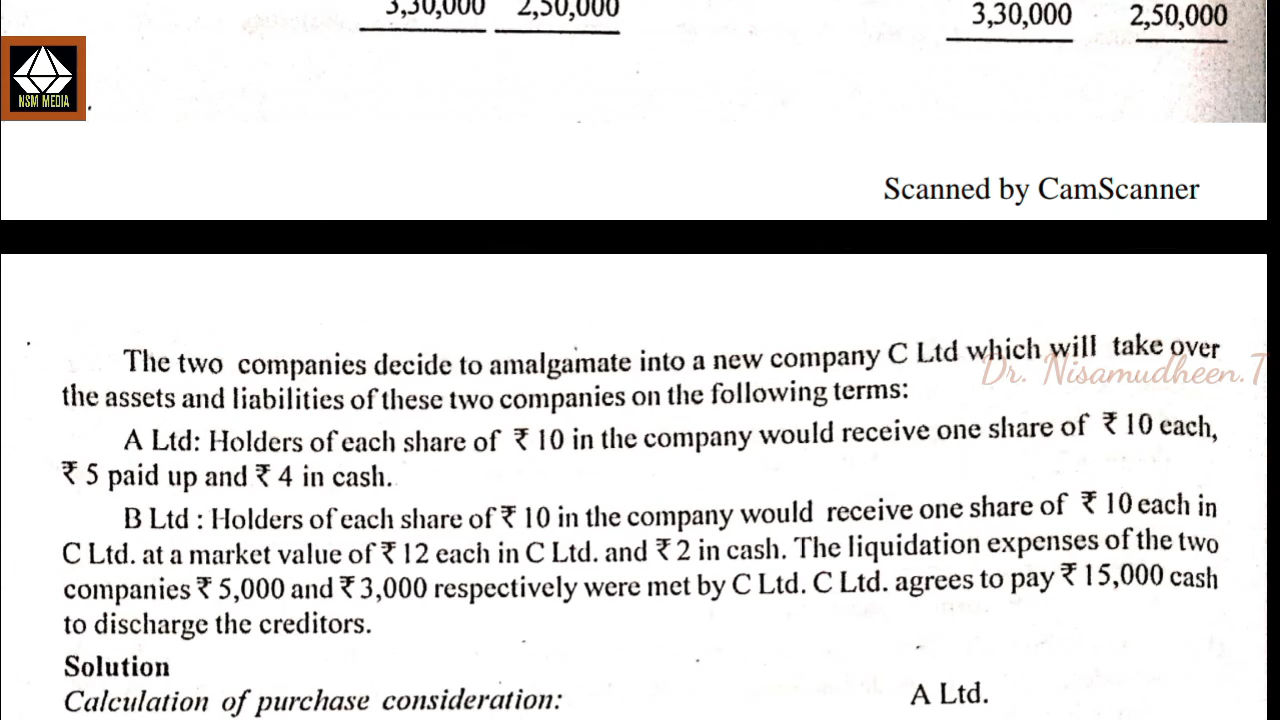 3,30,000 2,50,000 3,30,000 2,50,000
NSM MEDIA
Scanned by CamScanner
The two companies decide to amalgamate into a new company C Ltd which will take over
Dr. Nisamudheen.T
the assets and liabilities of these two companies on the following terms:
A Ltd: Holders of each share of ₹ 10 in the company would receive one share of ₹ 10 each,
₹ 5 paid up and ₹ 4 in cash.
B Ltd : Holders of each share of ₹ 10 in the company would receive one share of ₹ 10 each in
C Ltd. at a market value of ₹ 12 each in C Ltd. and ₹ 2 in cash. The liquidation expenses of the two
companies ₹ 5,000 and ₹ 3,000 respectively were met by C Ltd. C Ltd. agrees to pay ₹ 15,000 cash
to discharge the creditors.
Solution
Calculation of purchase consideration: A Ltd.